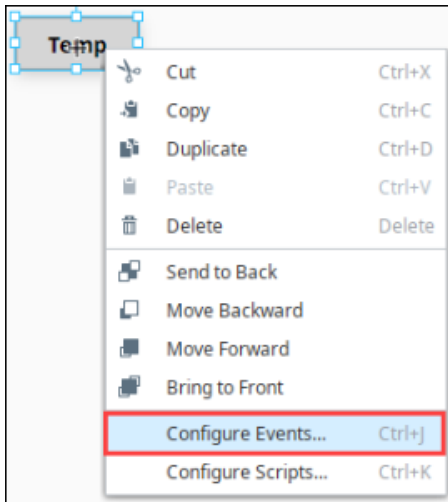 Temp
Cut Ctrl+X
Copy Ctrl+C
Duplicate Ctrl+D
Paste Ctrl+V
Delete Delete
Send to Back
Move Backward
Move Forward
Bring to Front
Configure Events... Ctrl+J
Configure Scripts... Ctrl+K